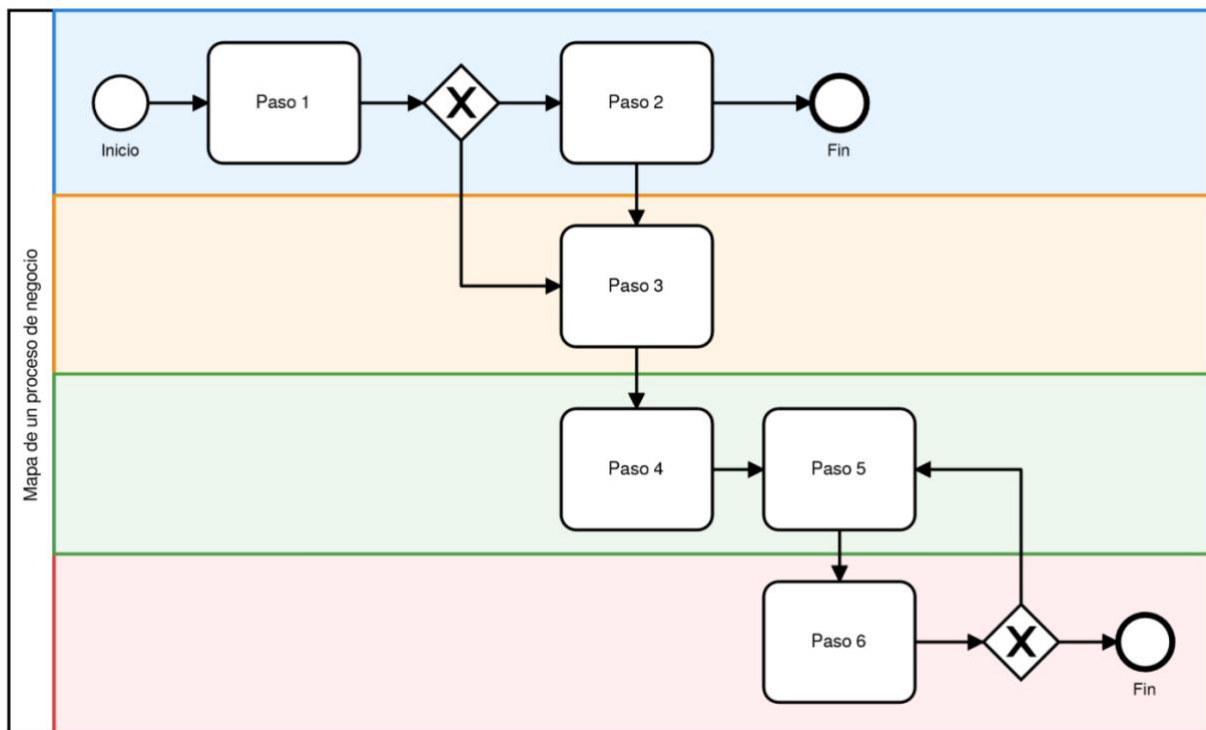 Mapa de un proceso de negocio
Inicio
Paso 1
X
Paso 2
Fin
Paso 3
Paso 4
Paso 5
Paso 6
X
Fin